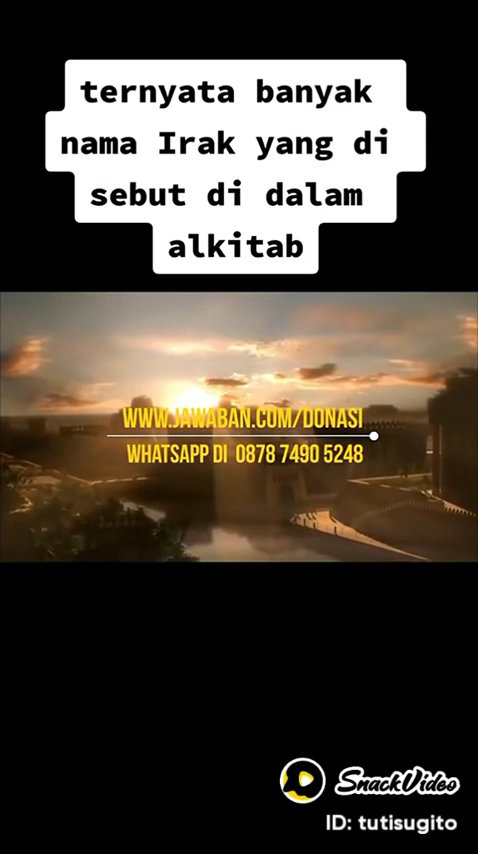 ternyata banyak
nama Irak yang di
sebut di dalam
alkitab
WWW.JAWABAN.COM/DONASI
WHATSAPP DI 0878 7490 5248
SnackVideo
ID: tutisugito